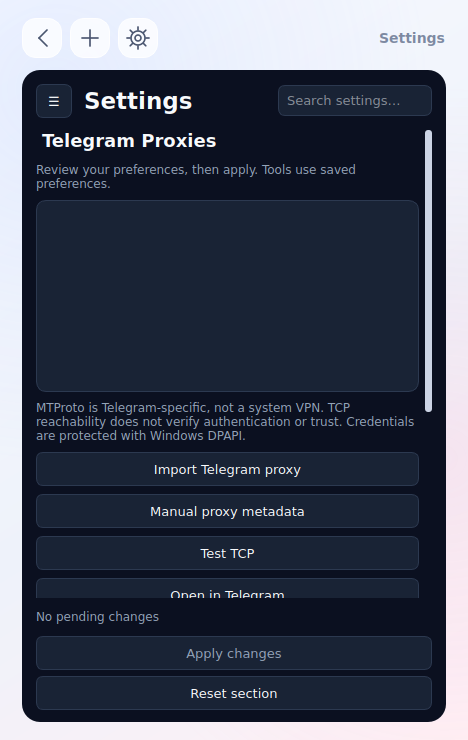 Settings
☰ Settings Search settings...
Telegram Proxies
Review your preferences, then apply. Tools use saved
preferences.
MTProto is Telegram-specific, not a system VPN. TCP
reachability does not verify authentication or trust. Credentials
are protected with Windows DPAPI.
Import Telegram proxy
Manual proxy metadata
Test TCP
Open in Telegram
No pending changes
Apply changes
Reset section